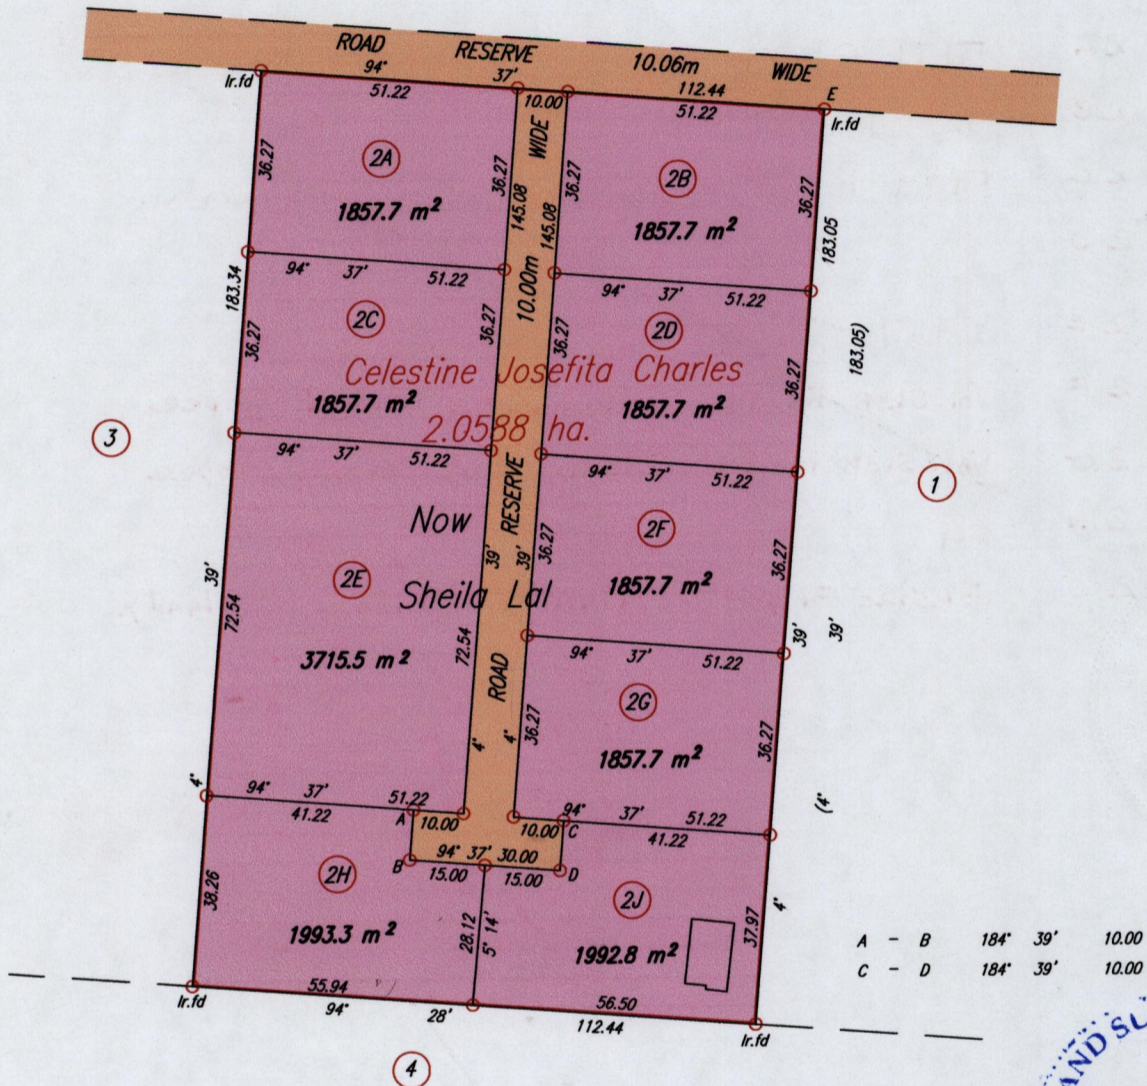 ROAD RESERVE 10.06m WIDE
Ir.fd 94° 37' 112.44 E
51.22 10.00 51.22 Ir.fd
36.27 2A 36.27 145.08 WIDE 145.08 36.27 2B 36.27
1857.7 m² 1857.7 m²
183.05
94° 37' 51.22 94° 37' 51.22
183.34 10.00m
36.27 2C 36.27 36.27 2D 36.27 183.05)
Celestine Josefita Charles
1857.7 m² 1857.7 m²
2.0588 ha.
3 94° 37' 51.22 94° 37' 51.22 1
RESERVE
Now 2F
39' 2E 39' 39' 36.27 36.27
72.54 Sheila Lal 1857.7 m²
39' 39'
3715.5 m² 72.54 ROAD 94° 37' 51.22
2G
4° 4° 36.27 36.27
1857.7 m²
4° 94° 37' 51.22 94° 37' 51.22 (4°
41.22 A 10.00 10.00 C 41.22
B 94° 37' 30.00 D
15.00 15.00
38.26 2H 28.12 5° 14' 2J 37.97 4°
1993.3 m² 1992.8 m²
A - B 184° 39' 10.00
C - D 184° 39' 10.00
Ir.fd 55.94 56.50
94° 28' 112.44 Ir.fd
4
AND SU